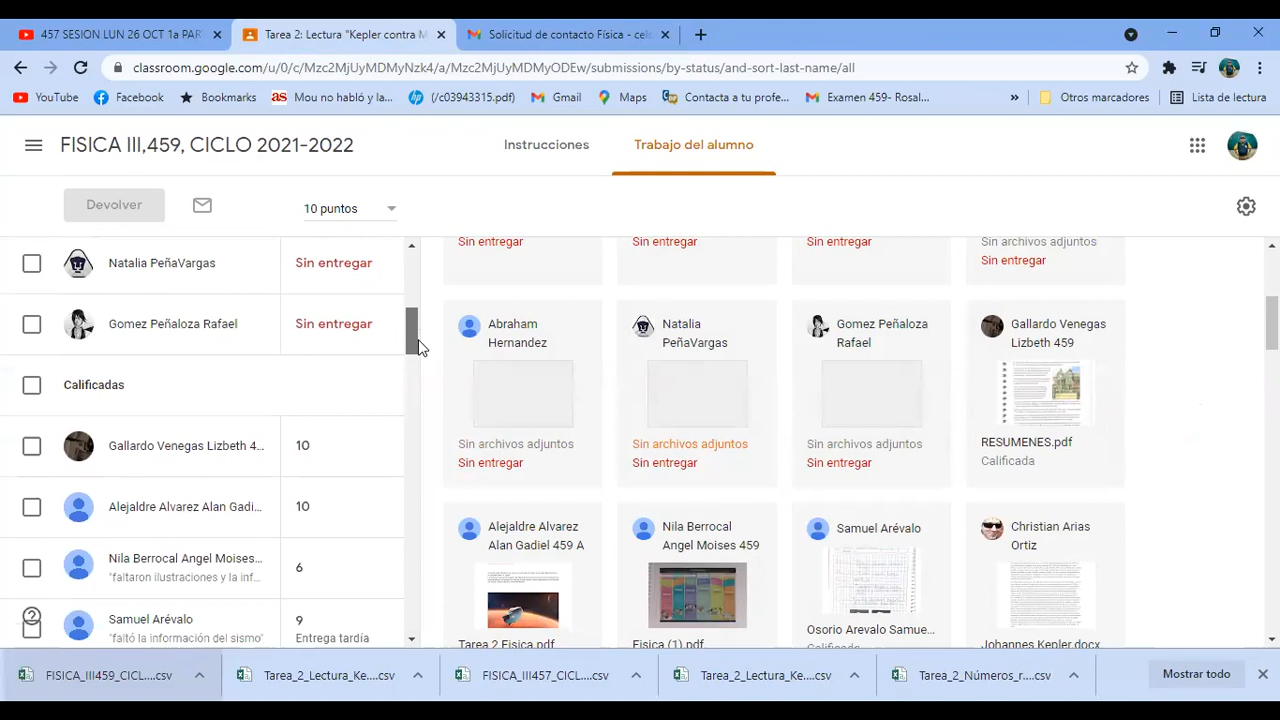 457 SESION LUN 26 OCT 1a PAR
Tarea 2: Lectura "Kepler contra M
Solicitud de contacto Física - cel
classroom.google.com/u/0/c/Mzc2MjUyMDMyNzk4/a/Mzc2MjUyMDMyODEw/submissions/by-status/and-sort-last-name/all
YouTube
Facebook
Bookmarks
Mou no habló y la...
(/c03943315.pdf)
Gmail
Maps
Contacta a tu profe...
Examen 459- Rosal...
»
Otros marcadores
Lista de lectura
FISICA III,459, CICLO 2021-2022
Instrucciones
Trabajo del alumno
Devolver
10 puntos
Natalia PeñaVargas
Sin entregar
Gomez Peñaloza Rafael
Sin entregar
Calificadas
Gallardo Venegas Lizbeth 4...
10
Alejaldre Alvarez Alan Gadi...
10
Nila Berrocal Angel Moises...
"faltaron ilustraciones y la inf...
6
Samuel Arévalo
"faltó la información del sismo"
9
Entrega tardía
Sin entregar
Sin entregar
Sin entregar
Sin archivos adjuntos
Sin entregar
Abraham
Hernandez
Sin archivos adjuntos
Sin entregar
Natalia
PeñaVargas
Sin archivos adjuntos
Sin entregar
Gomez Peñaloza
Rafael
Sin archivos adjuntos
Sin entregar
Gallardo Venegas
Lizbeth 459
RESUMENES.pdf
Calificada
Alejaldre Alvarez
Alan Gadiel 459 A
Tarea 2 Fisica.pdf
Nila Berrocal
Angel Moises 459
Fisica (1).pdf
Samuel Arévalo
Osorio Arevalo Samue...
Calificada
Christian Arias
Ortiz
Johannes Kepler.docx
FISICA_III459_CICL....csv
Tarea_2_Lectura_Ke....csv
FISICA_III457_CICL....csv
Tarea_2_Lectura_Ke....csv
Tarea_2_Números_r....csv
Mostrar todo